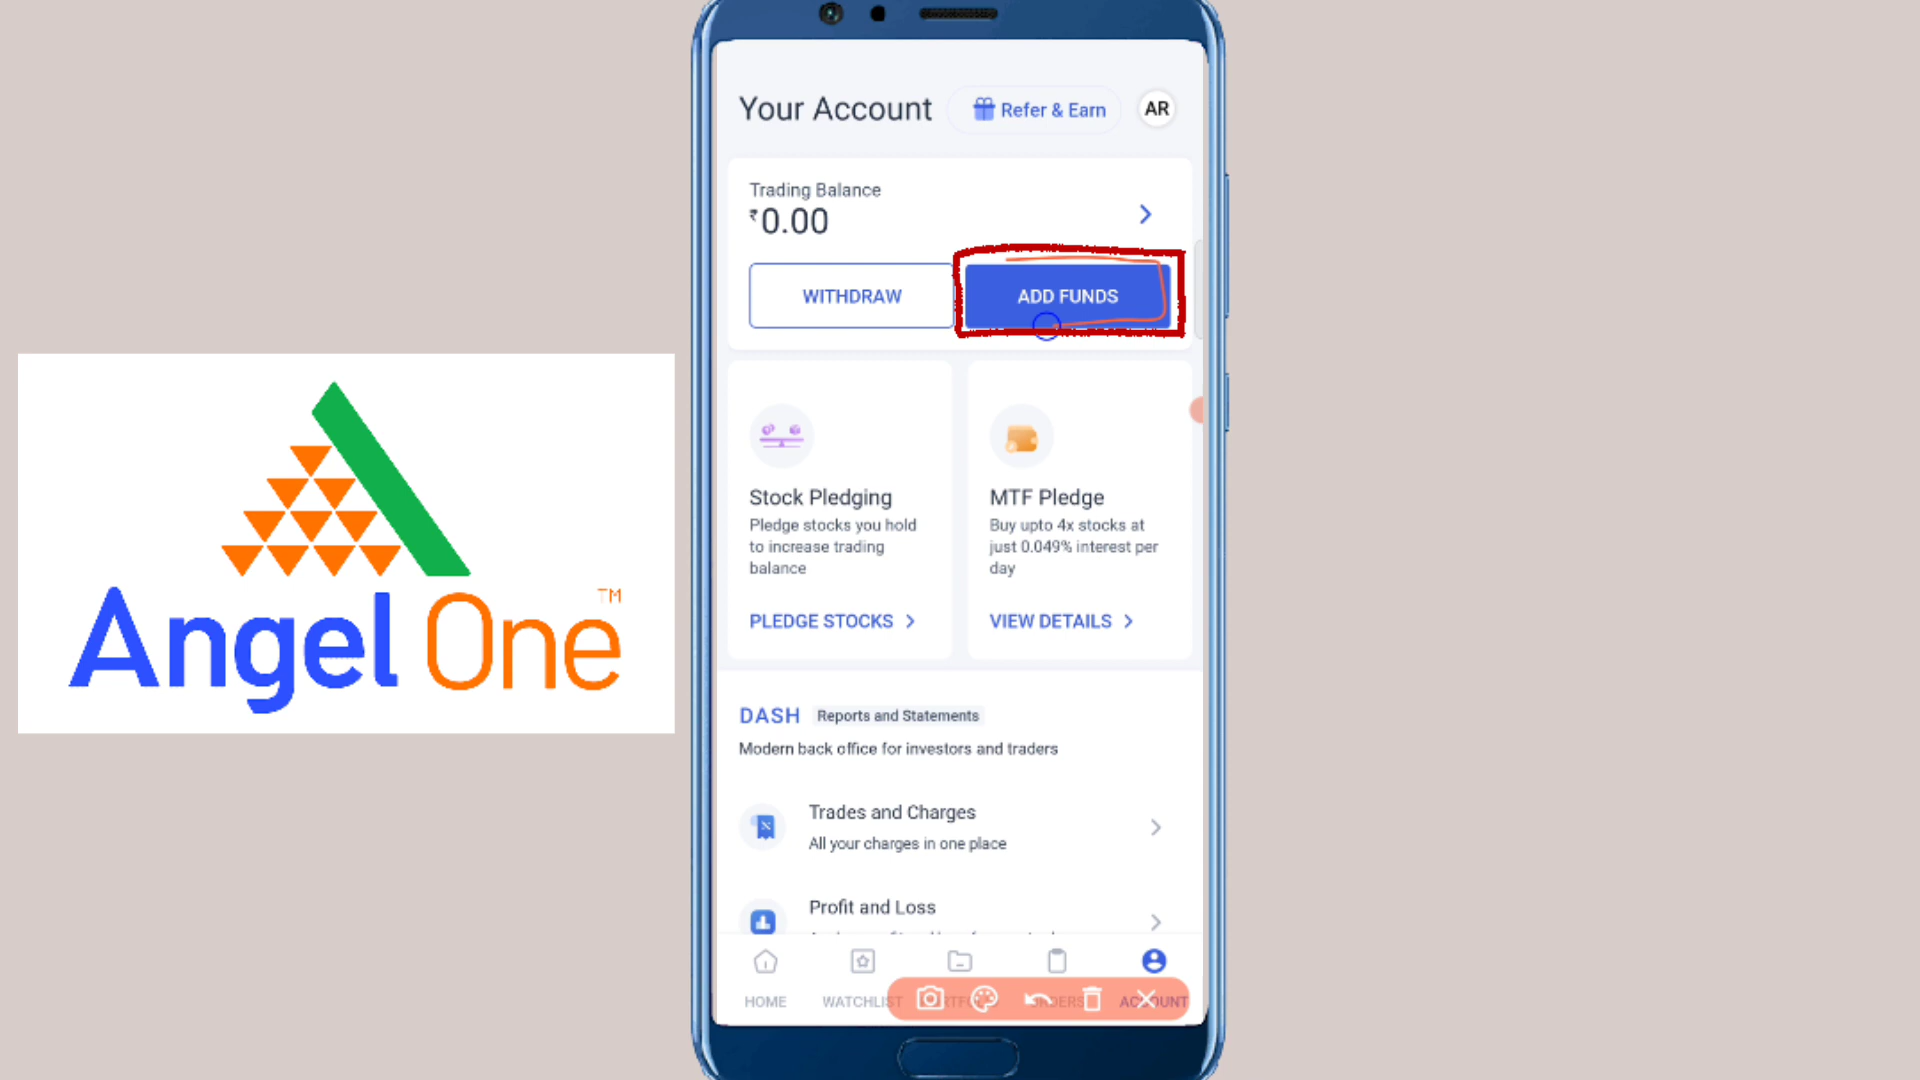 Angel One™
Your Account
Refer & Earn
AR
Trading Balance
₹0.00
WITHDRAW
ADD FUNDS
Stock Pledging
Pledge stocks you hold
to increase trading
balance
PLEDGE STOCKS
MTF Pledge
Buy upto 4x stocks at
just 0.049% interest per
day
VIEW DETAILS
DASH Reports and Statements
Modern back office for investors and traders
Trades and Charges
All your charges in one place
Profit and Loss
HOME
WATCHLIST
ACCOUNT